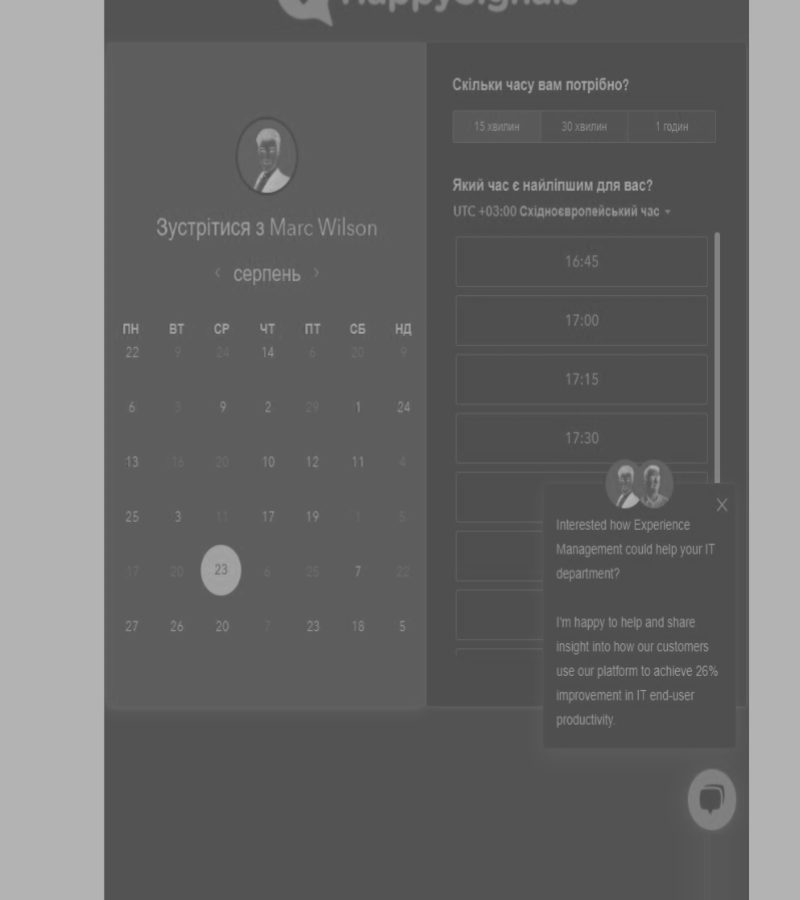 HappySignals
Зустрітися з Marc Wilson
‹ серпень ›
ПН ВТ СР ЧТ ПТ СБ НД
22 9 24 14 6 20 9
6 3 9 2 29 1 24
13 16 20 10 12 11 4
25 3 11 17 19 1 5
17 20 23 6 25 7 23
27 26 20 7 23 18 5
Скільки часу вам потрібно?
15 хвилин 30 хвилин 1 годин
Який час є найліпшим для вас?
UTC +03:00 Східноєвропейський час
16:45
17:00
17:15
17:30
Interested how Experience
Management could help your IT
department?
I'm happy to help and share
insight into how our customers
use our platform to achieve 26%
improvement in IT end-user
productivity.